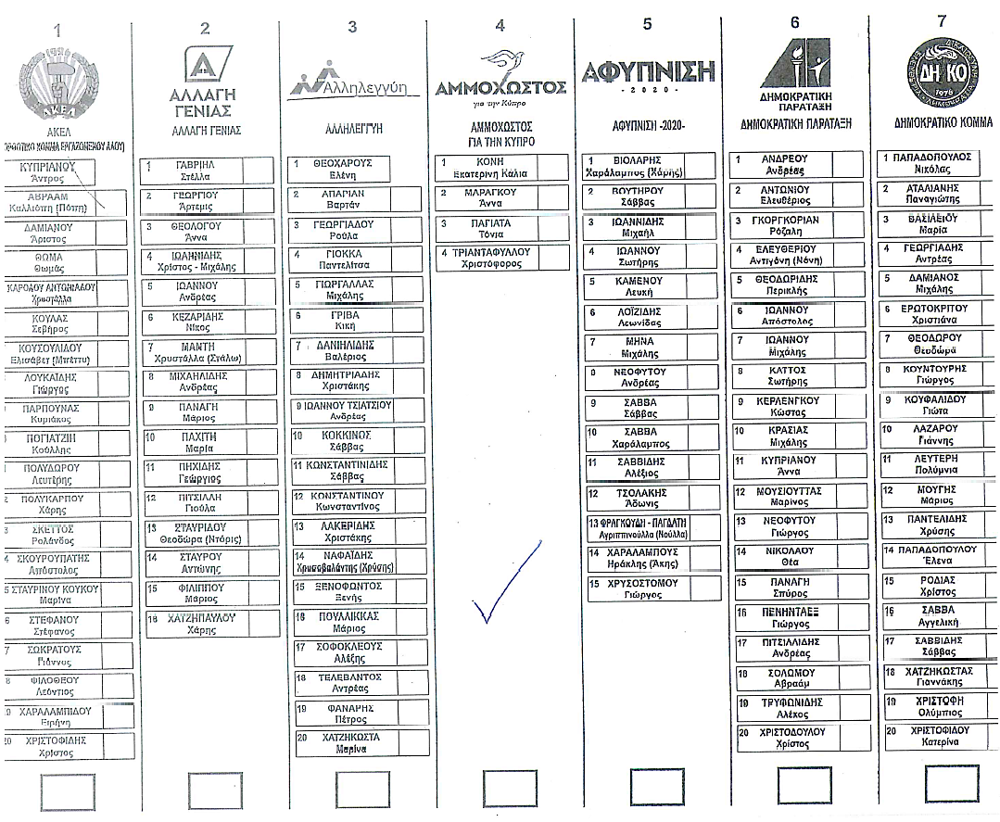 1
1926
ΑΚΕΛ
ΑΚΕΛ
ΚΥΠΡΙΑΝΟΥ
Άντρος
ΑΒΡΑΑΜ
Καλλιόπη (Πόπη)
ΔΑΜΙΑΝΟΥ
Άριστος
ΘΩΜΑ
Θωμάς
ΚΑΡΟΛΟΥ ΑΝΤΩΝΙΑΔΟΥ
Χρυστάλλα
ΚΟΥΛΑΣ
Σεβήρος
ΚΟΥΣΟΥΛΙΔΟΥ
Ελισάβετ (Μπέττυ)
ΛΟΥΚΑΪΔΗΣ
Γιώργος
ΠΑΡΠΟΥΝΑΣ
Κυριάκος
ΠΟΓΙΑΤΖΗ
Κούλλης
ΠΟΛΥΔΩΡΟΥ
Λευτέρης
ΠΟΛΥΚΑΡΠΟΥ
Χάρης
ΣΚΕΤΤΟΣ
Ρολάνδος
ΣΚΟΥΡΟΥΠΑΤΗΣ
Απόστολος
ΣΤΑΥΡΙΝΟΥ ΚΟΥΚΟΥ
Μαρίνα
ΣΤΕΦΑΝΟΥ
Στέφανος
ΣΩΚΡΑΤΟΥΣ
Γιάννος
ΦΙΛΟΘΕΟΥ
Λεόντιος
ΧΑΡΑΛΑΜΠΙΔΟΥ
Ειρήνη
20 ΧΡΙΣΤΟΦΙΔΗΣ
Χρίστος
2
Α
ΑΛΛΑΓΗ
ΓΕΝΙΑΣ
ΑΛΛΑΓΗ ΓΕΝΙΑΣ
1 ΓΑΒΡΙΗΛ
Στέλλα
2 ΓΕΩΡΓΙΟΥ
Άρτεμις
3 ΘΕΟΛΟΓΟΥ
Άννα
4 ΙΩΑΝΝΙΔΗΣ
Χρίστος - Μιχάλης
5 ΙΩΑΝΝΟΥ
Ανδρέας
6 ΚΕΖΑΡΙΔΗΣ
Νίκος
7 ΜΑΝΤΗ
Χρυστάλλα (Στάλω)
8 ΜΙΧΑΗΛΙΔΗΣ
Ανδρέας
9 ΠΑΝΑΓΗ
Μάριος
10 ΠΑΧΙΤΗ
Μαρία
11 ΠΗΧΙΔΗΣ
Γεώργιος
12 ΠΙΤΣΙΛΛΗ
Γιούλα
13 ΣΤΑΥΡΙΔΟΥ
Θεοδώρα (Ντόρις)
14 ΣΤΑΥΡΟΥ
Αντώνης
15 ΦΙΛΙΠΠΟΥ
Μάριος
16 ΧΑΤΖΗΠΑΥΛΟΥ
Χάρης
3
Αλληλεγγύη
ΑΛΛΗΛΕΓΓΥΗ
1 ΘΕΟΧΑΡΟΥΣ
Ελένη
2 ΑΠΑΡΙΑΝ
Βαρτάν
3 ΓΕΩΡΓΙΑΔΟΥ
Ρούλα
4 ΓΙΟΚΚΑ
Παντελίτσα
5 ΓΙΩΡΓΑΛΛΑΣ
Μιχάλης
6 ΓΡΙΒΑ
Κική
7 ΔΑΝΙΗΛΙΔΗΣ
Βαλέριος
8 ΔΗΜΗΤΡΙΑΔΗΣ
Χριστάκης
9 ΙΩΑΝΝΟΥ ΤΣΙΑΤΣΙΟΥ
Ανδρέας
10 ΚΟΚΚΙΝΟΣ
Σάββας
11 ΚΩΝΣΤΑΝΤΙΝΙΔΗΣ
Σάββας
12 ΚΩΝΣΤΑΝΤΙΝΟΥ
Κωνσταντίνος
13 ΛΑΚΕΡΙΔΗΣ
Χριστάκης
14 ΝΑΦΑΪΔΗΣ
Χρυσοβαλάντης (Χρύσης)
15 ΞΕΝΟΦΩΝΤΟΣ
Ξενής
16 ΠΟΥΛΛΙΚΚΑΣ
Μάριος
17 ΣΟΦΟΚΛΕΟΥΣ
Αλέξης
18 ΤΕΛΕΒΑΝΤΟΣ
Αντρέας
19 ΦΑΝΑΡΗΣ
Πέτρος
20 ΧΑΤΖΗΚΩΣΤΑ
Μαρίνα
4
ΑΜΜΟΧΩΣΤΟΣ
για την Κύπρο
ΑΜΜΟΧΩΣΤΟΣ
ΓΙΑ ΤΗΝ ΚΥΠΡΟ
1 ΚΟΝΗ
Εκατερίνη Κάλια
2 ΜΑΡΑΓΚΟΥ
Άννα
3 ΠΑΓΙΑΤΑ
Τόνια
4 ΤΡΙΑΝΤΑΦΥΛΛΟΥ
Χριστόφορος
5
ΑΦΥΠΝΙΣΗ
- 2020 -
ΑΦΥΠΝΙΣΗ -2020-
1 ΒΙΟΛΑΡΗΣ
Χαράλαμπος (Χάρης)
2 ΒΟΥΤΗΡΟΥ
Σάββας
3 ΙΩΑΝΝΙΔΗΣ
Μιχαήλ
4 ΙΩΑΝΝΟΥ
Σωτήρης
5 ΚΑΜΕΝΟΥ
Λευκή
6 ΛΟΪΖΙΔΗΣ
Λεωνίδας
7 ΜΗΝΑ
Μιχάλης
8 ΝΕΟΦΥΤΟΥ
Ανδρέας
9 ΣΑΒΒΑ
Σάββας
10 ΣΑΒΒΑ
Χαράλαμπος
11 ΣΑΒΒΙΔΗΣ
Αλέξιος
12 ΤΣΟΛΑΚΗΣ
Άδωνις
13 ΦΡΑΓΚΟΥΔΗ - ΠΑΓΔΑΤΗ
Αγριππινούλλα (Νούλλα)
14 ΧΑΡΑΛΑΜΠΟΥΣ
Ηρακλής (Άκης)
15 ΧΡΥΣΟΣΤΟΜΟΥ
Γιώργος
6
ΔΗΜΟΚΡΑΤΙΚΗ
ΠΑΡΑΤΑΞΗ
ΔΗΜΟΚΡΑΤΙΚΗ ΠΑΡΑΤΑΞΗ
1 ΑΝΔΡΕΟΥ
Ανδρέας
2 ΑΝΤΩΝΙΟΥ
Ελευθέριος
3 ΓΚΟΡΓΚΟΡΙΑΝ
Ρόζαλη
4 ΕΛΕΥΘΕΡΙΟΥ
Αντιγόνη (Νόνη)
5 ΘΕΟΔΩΡΙΔΗΣ
Περικλής
6 ΙΩΑΝΝΟΥ
Απόστολος
7 ΙΩΑΝΝΟΥ
Μιχάλης
8 ΚΑΤΤΟΣ
Σωτήρης
9 ΚΕΡΛΕΝΓΚΟΥ
Κώστας
10 ΚΡΑΣΙΑΣ
Μιχάλης
11 ΚΥΠΡΙΑΝΟΥ
Άννα
12 ΜΟΥΣΙΟΥΤΤΑΣ
Μαρίνος
13 ΝΕΟΦΥΤΟΥ
Γιώργος
14 ΝΙΚΟΛΑΟΥ
Θέα
15 ΠΑΝΑΓΗ
Σπύρος
16 ΠΕΝΗΝΤΑΕΞ
Γιώργος
17 ΠΙΤΣΙΛΛΙΔΗΣ
Ανδρέας
18 ΣΟΛΩΜΟΥ
Αβραάμ
19 ΤΡΥΦΩΝΙΔΗΣ
Αλέκος
20 ΧΡΙΣΤΟΔΟΥΛΟΥ
Χρίστος
7
ΔΗ ΚΟ
1976
ΔΗΜΟΚΡΑΤΙΚΟ ΚΟΜΜΑ
1 ΠΑΠΑΔΟΠΟΥΛΟΣ
Νικόλας
2 ΑΤΑΛΙΑΝΗΣ
Παναγιώτης
3 ΒΑΣΙΛΕΙΟΥ
Μαρία
4 ΓΕΩΡΓΙΑΔΗΣ
Αντρέας
5 ΔΑΜΙΑΝΟΣ
Μιχάλης
6 ΕΡΩΤΟΚΡΙΤΟΥ
Χριστιάνα
7 ΘΕΟΔΩΡΟΥ
Θεοδώρα
8 ΚΟΥΝΤΟΥΡΗΣ
Γιώργος
9 ΚΟΥΦΑΛΙΔΟΥ
Γιώτα
10 ΛΑΖΑΡΟΥ
Γιάννης
11 ΛΕΥΤΕΡΗ
Πολύμνια
12 ΜΟΥΓΗΣ
Μάριος
13 ΠΑΝΤΕΛΙΔΗΣ
Χρύσης
14 ΠΑΠΑΔΟΠΟΥΛΟΥ
Έλενα
15 ΡΟΔΙΑΣ
Χρίστος
16 ΣΑΒΒΑ
Αγγελική
17 ΣΑΒΒΙΔΗΣ
Σάββας
18 ΧΑΤΖΗΚΩΣΤΑΣ
Γιαννάκης
19 ΧΡΙΣΤΟΦΗ
Ολύμπιος
20 ΧΡΙΣΤΟΦΙΔΟΥ
Κατερίνα